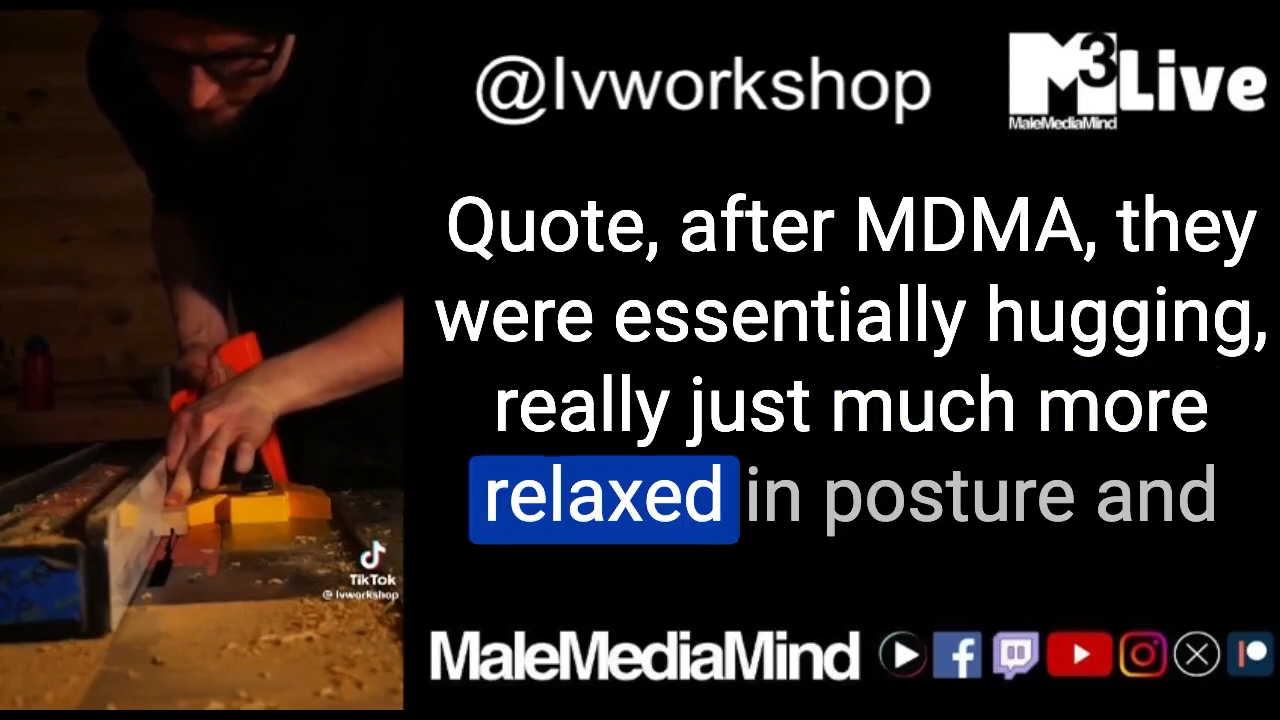 @lvworkshop
M3Live
MaleMediaMind
Quote, after MDMA, they
were essentially hugging,
really just much more
relaxed in posture and
TikTok
@lvworkshop
MaleMediaMind